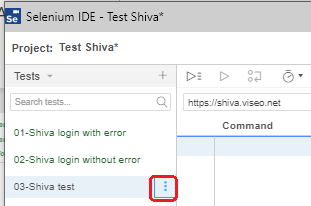 Se Selenium IDE - Test Shiva*
Project: Test Shiva*
Tests
Search tests...
https://shiva.viseo.net
Command
01-Shiva login with error
02-Shiva login without error
03-Shiva test